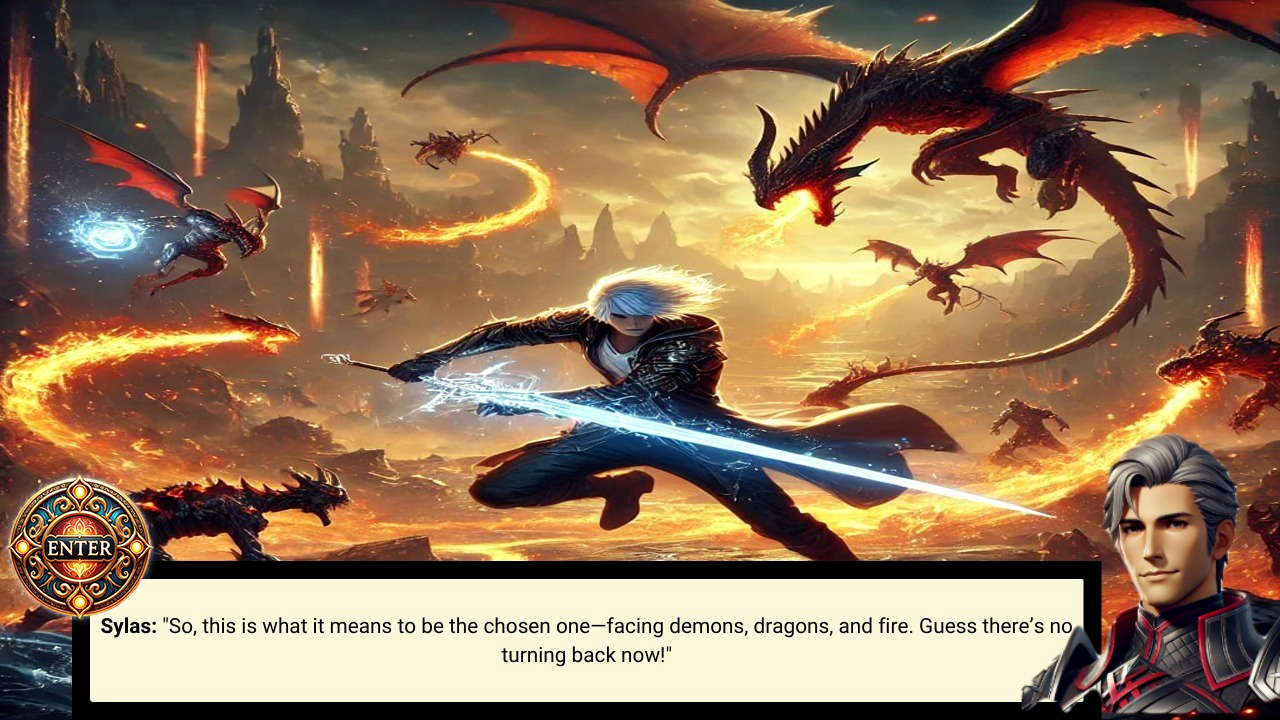 ENTER
Sylas: "So, this is what it means to be the chosen one—facing demons, dragons, and fire. Guess there’s no
turning back now!"